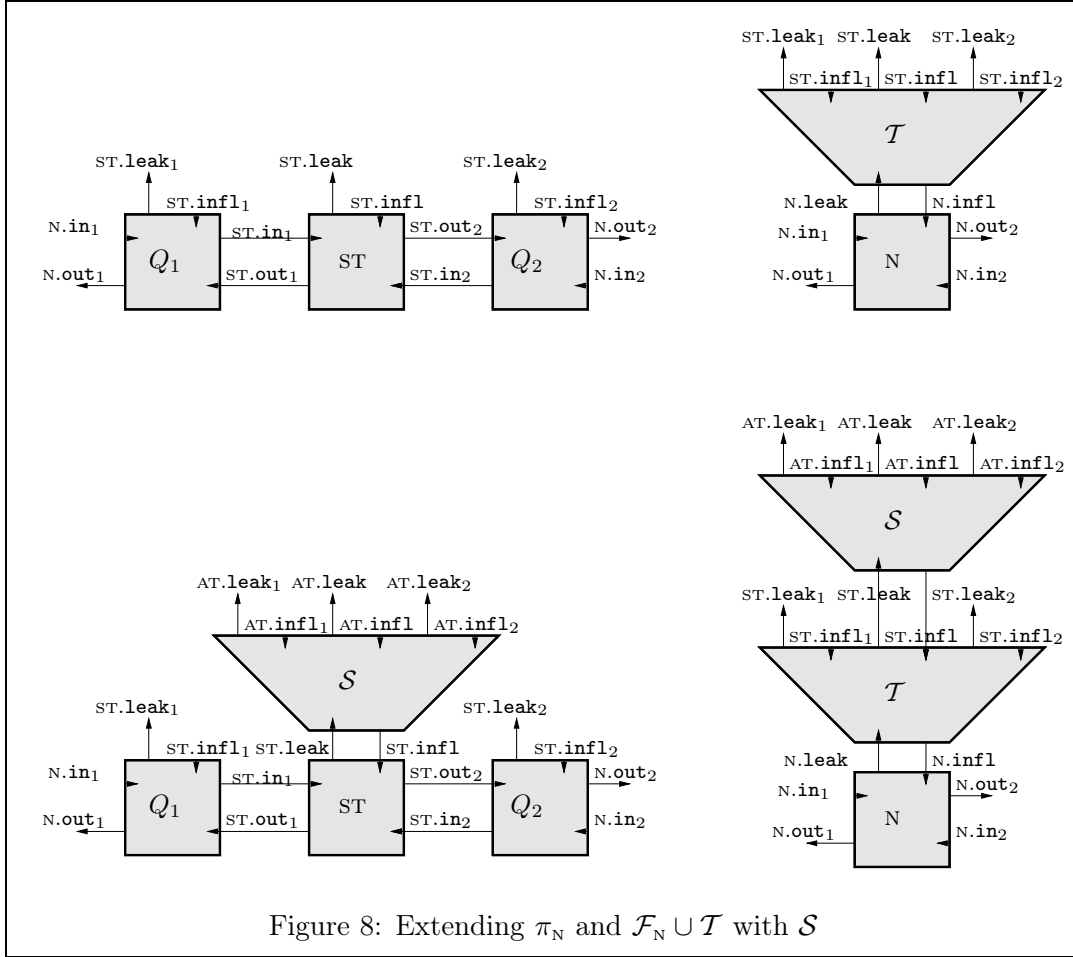 ST.leak₁ ST.leak ST.leak₂
ST.infl₁ ST.infl ST.infl₂
𝒯
ST.leak₁ ST.leak ST.leak₂
ST.infl₁ ST.infl ST.infl₂
N.leak N.infl
N.in₁ ST.in₁ ST.out₂ N.out₂
N.in₁ N.out₂
Q₁ ST Q₂
N
N.out₁ ST.out₁ ST.in₂ N.in₂
N.out₁ N.in₂
AT.leak₁ AT.leak AT.leak₂
AT.infl₁ AT.infl AT.infl₂
𝒮
AT.leak₁ AT.leak AT.leak₂
ST.leak₁ ST.leak ST.leak₂
AT.infl₁ AT.infl AT.infl₂
ST.infl₁ ST.infl ST.infl₂
𝒮
𝒯
ST.leak₁ ST.leak₂
ST.infl₁ ST.leak ST.infl ST.infl₂
N.leak N.infl
N.in₁ ST.in₁ ST.out₂ N.out₂
N.in₁ N.out₂
Q₁ ST Q₂
N
N.out₁ ST.out₁ ST.in₂ N.in₂
N.out₁ N.in₂
Figure 8: Extending π_N and ℱ_N ∪ 𝒯 with 𝒮